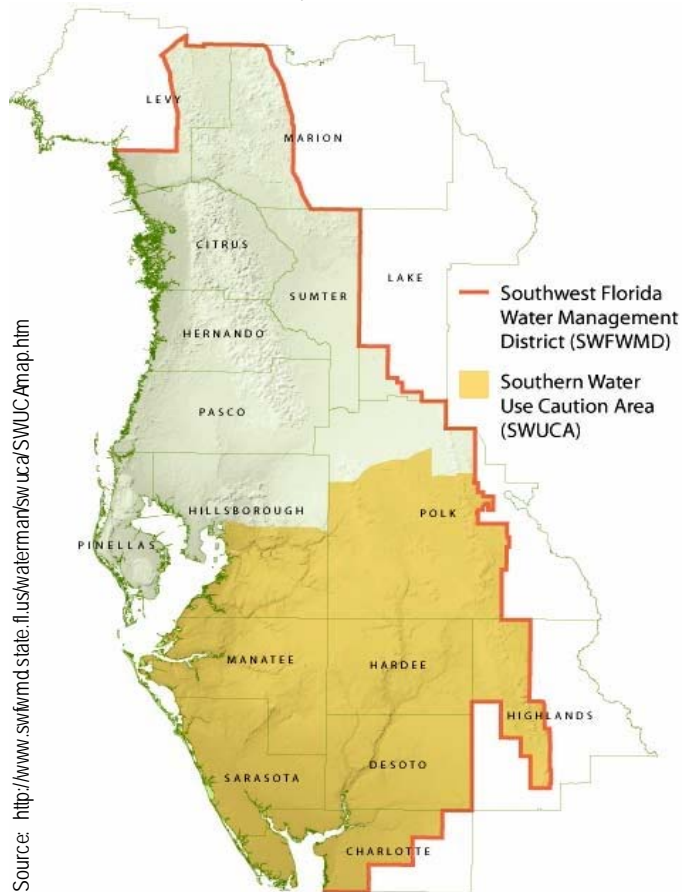 LEVY
MARION
CITRUS
LAKE
SUMTER
Southwest Florida
Water Management
District (SWFWMD)
HERNANDO
Southern Water
Use Caution Area
(SWUCA)
PASCO
HILLSBOROUGH
POLK
PINELLAS
MANATEE
HARDEE
HIGHLANDS
DESOTO
SARASOTA
CHARLOTTE
Source: http://www.swfwmd.state.fl.us/waterman/swuca/SWUCAmap.htm